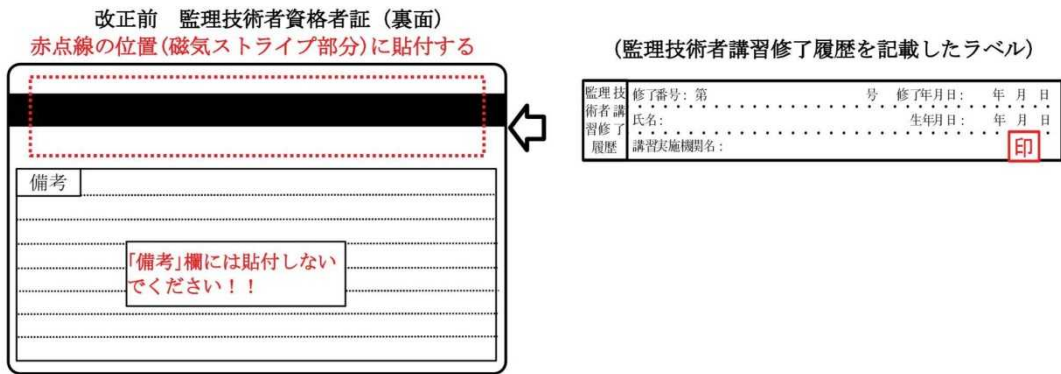 改正前　監理技術者資格者証（裏面）
赤点線の位置(磁気ストライプ部分)に貼付する
備考
「備考」欄には貼付しない
でください！！
(監理技術者講習修了履歴を記載したラベル)
監理技
術者講
習修了
履歴
修了番号：第　　　　　号　修了年月日：　　年　月　日
氏名：　　　　　　　　　　生年月日：　　年　月　日
講習実施機関名：
印